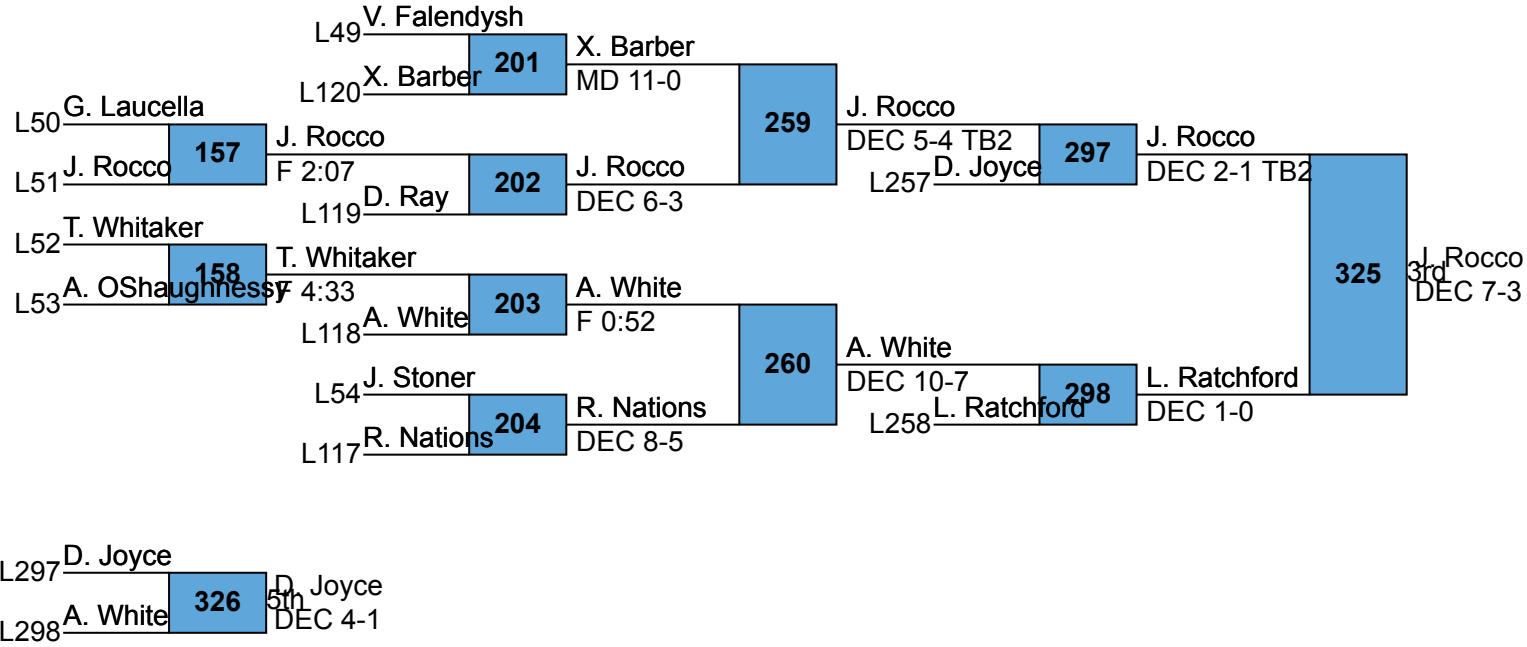 V. Falendysh
L49
201
X. Barber
MD 11-0
X. Barber
L120
G. Laucella
L50
157
J. Rocco
F 2:07
J. Rocco
L51
202
J. Rocco
DEC 6-3
D. Ray
L119
259
J. Rocco
DEC 5-4 TB2
D. Joyce
L257
297
J. Rocco
DEC 2-1 TB2
T. Whitaker
L52
158
T. Whitaker
F 4:33
A. OShaughnessy
L53
203
A. White
F 0:52
A. White
L118
J. Stoner
L54
204
R. Nations
DEC 8-5
R. Nations
L117
260
A. White
DEC 10-7
L. Ratchford
L258
298
L. Ratchford
DEC 1-0
325
3rd
J. Rocco
DEC 7-3
D. Joyce
L297
326
5th
D. Joyce
DEC 4-1
A. White
L298